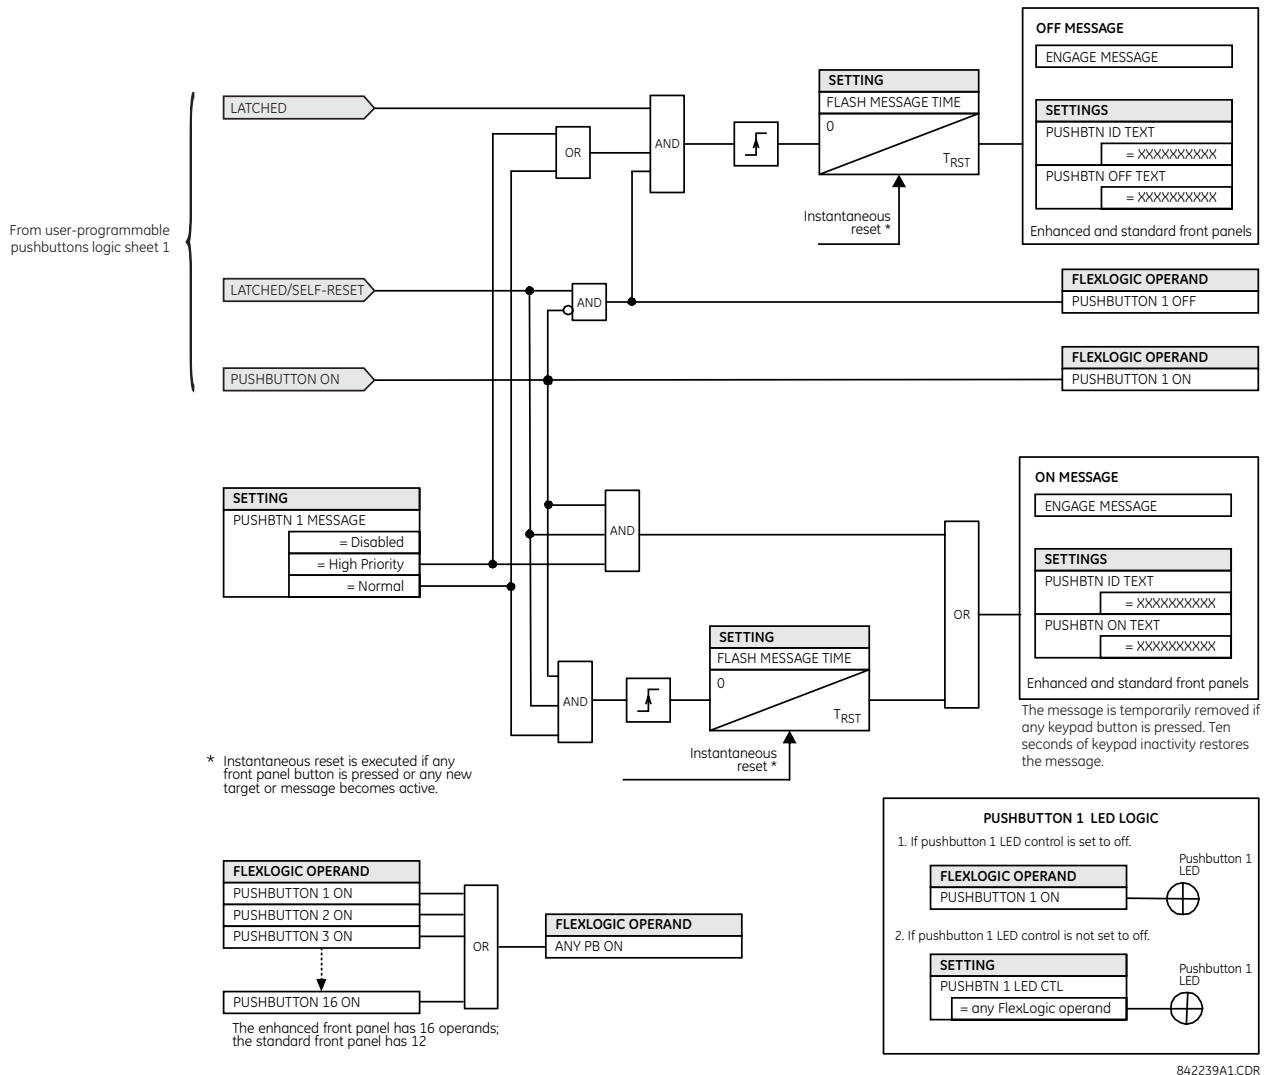 OFF MESSAGE
ENGAGE MESSAGE
SETTINGS
PUSHBTN ID TEXT
= XXXXXXXXXX
PUSHBTN OFF TEXT
= XXXXXXXXXX
Enhanced and standard front panels
SETTING
FLASH MESSAGE TIME
0
TRST
Instantaneous
reset *
LATCHED
OR
AND
From user-programmable
pushbuttons logic sheet 1
LATCHED/SELF-RESET
AND
FLEXLOGIC OPERAND
PUSHBUTTON 1 OFF
PUSHBUTTON ON
FLEXLOGIC OPERAND
PUSHBUTTON 1 ON
SETTING
PUSHBTN 1 MESSAGE
= Disabled
= High Priority
= Normal
AND
OR
ON MESSAGE
ENGAGE MESSAGE
SETTINGS
PUSHBTN ID TEXT
= XXXXXXXXXX
PUSHBTN ON TEXT
= XXXXXXXXXX
Enhanced and standard front panels
The message is temporarily removed if
any keypad button is pressed. Ten
seconds of keypad inactivity restores
the message.
AND
SETTING
FLASH MESSAGE TIME
0
TRST
Instantaneous
reset *
* Instantaneous reset is executed if any
front panel button is pressed or any new
target or message becomes active.
FLEXLOGIC OPERAND
PUSHBUTTON 1 ON
PUSHBUTTON 2 ON
PUSHBUTTON 3 ON
PUSHBUTTON 16 ON
OR
FLEXLOGIC OPERAND
ANY PB ON
The enhanced front panel has 16 operands;
the standard front panel has 12
PUSHBUTTON 1 LED LOGIC
1. If pushbutton 1 LED control is set to off.
FLEXLOGIC OPERAND
PUSHBUTTON 1 ON
Pushbutton 1
LED
2. If pushbutton 1 LED control is not set to off.
SETTING
PUSHBTN 1 LED CTL
= any FlexLogic operand
Pushbutton 1
LED
842239A1.CDR